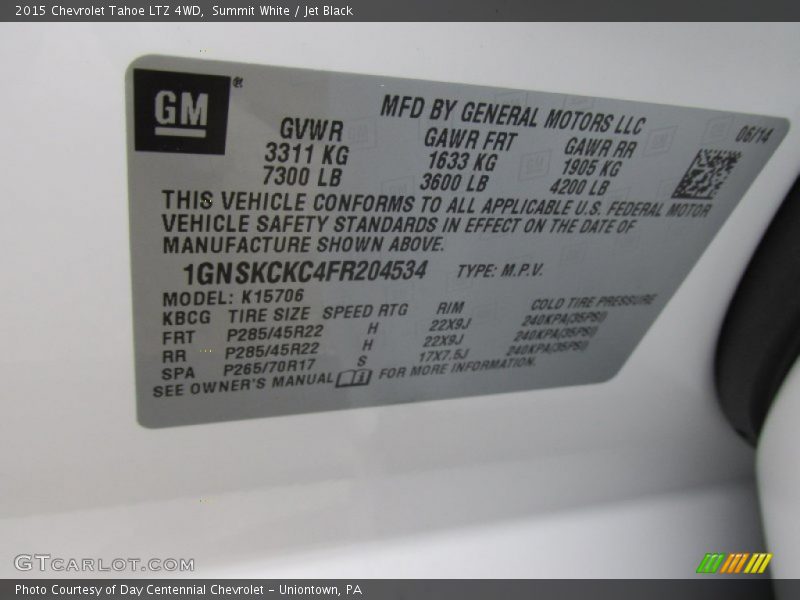 2015 Chevrolet Tahoe LTZ 4WD, Summit White / Jet Black
GM ®
MFD BY GENERAL MOTORS LLC
06/14
GVWR GAWR FRT GAWR RR
3311 KG 1633 KG 1905 KG
7300 LB 3600 LB 4200 LB
THIS VEHICLE CONFORMS TO ALL APPLICABLE U.S. FEDERAL MOTOR
VEHICLE SAFETY STANDARDS IN EFFECT ON THE DATE OF
MANUFACTURE SHOWN ABOVE.
1GNSKCKC4FR204534 TYPE: M.P.V.
MODEL: K15706
KBCG TIRE SIZE SPEED RTG RIM COLD TIRE PRESSURE
FRT P285/45R22 H 22X9J 240KPA(35PSI)
RR P285/45R22 H 22X9J 240KPA(35PSI)
SPA P265/70R17 S 17X7.5J 240KPA(35PSI)
SEE OWNER'S MANUAL FOR MORE INFORMATION.
GTCARLOT.COM
Photo Courtesy of Day Centennial Chevrolet - Uniontown, PA